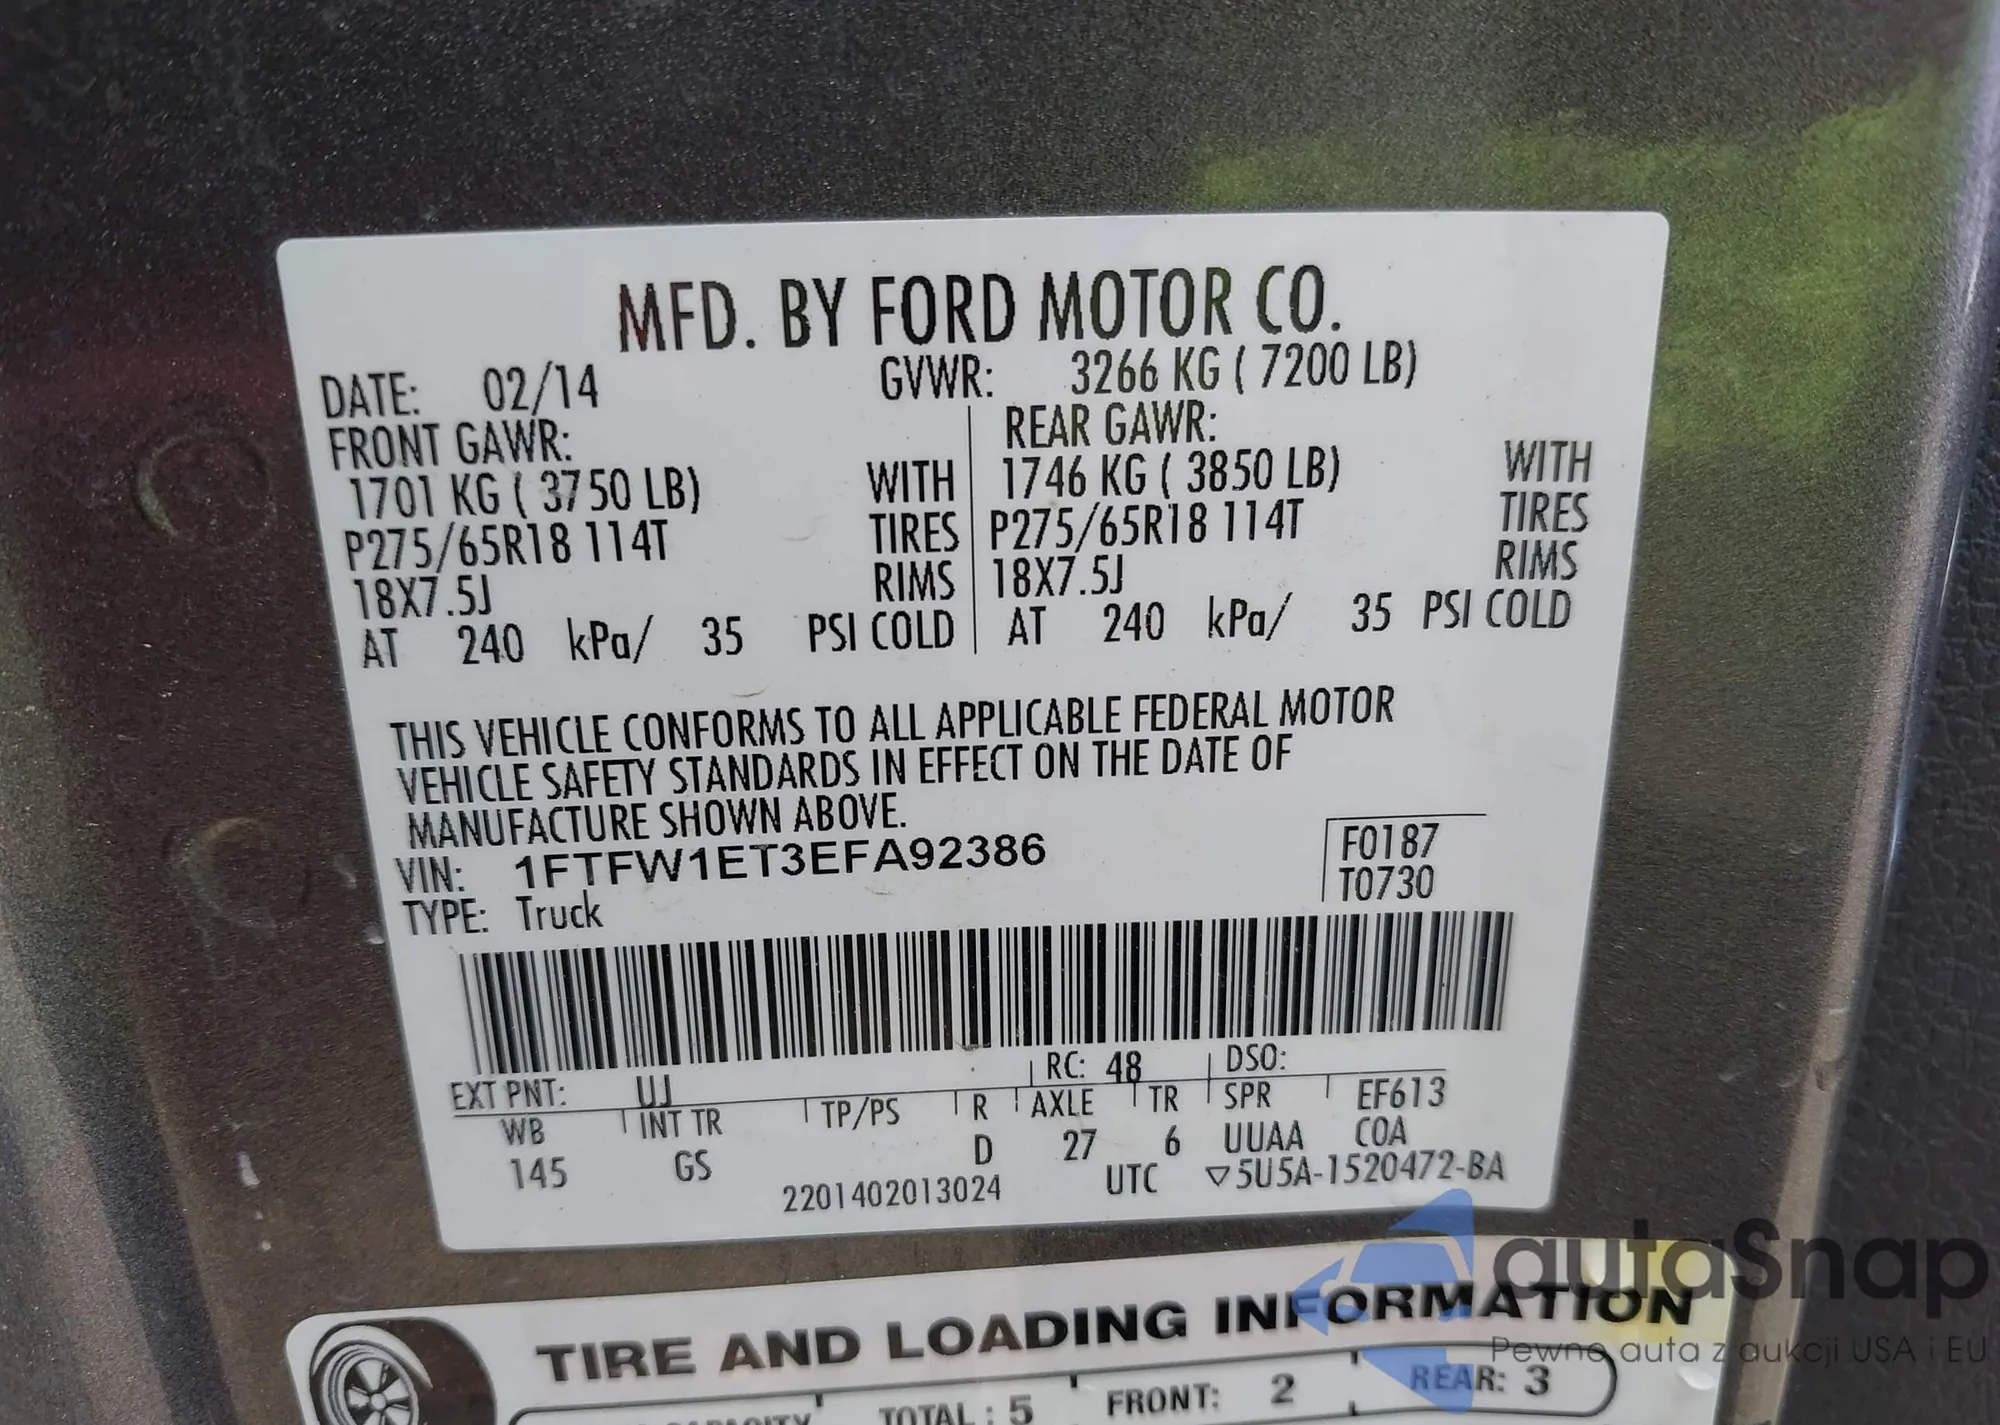 MFD. BY FORD MOTOR CO.
DATE: 02/14 GVWR: 3266 KG ( 7200 LB)
FRONT GAWR: REAR GAWR:
1701 KG ( 3750 LB) WITH 1746 KG ( 3850 LB) WITH
P275/65R18 114T TIRES P275/65R18 114T TIRES
18X7.5J RIMS 18X7.5J RIMS
AT 240 kPa/ 35 PSI COLD AT 240 kPa/ 35 PSI COLD
THIS VEHICLE CONFORMS TO ALL APPLICABLE FEDERAL MOTOR
VEHICLE SAFETY STANDARDS IN EFFECT ON THE DATE OF
MANUFACTURE SHOWN ABOVE.
VIN: 1FTFW1ET3EFA92386 F0187
TYPE: Truck T0730
EXT PNT: UJ RC: 48 DSO:
WB INT TR TP/PS R AXLE TR SPR EF613
145 GS D 27 6 UUAA COA
2201402013024 UTC ▽5U5A-1520472-BA
autaSnap
Pewne auta z aukcji USA i EU
TIRE AND LOADING INFORMATION
CAPACITY TOTAL : 5 FRONT: 2 REAR: 3